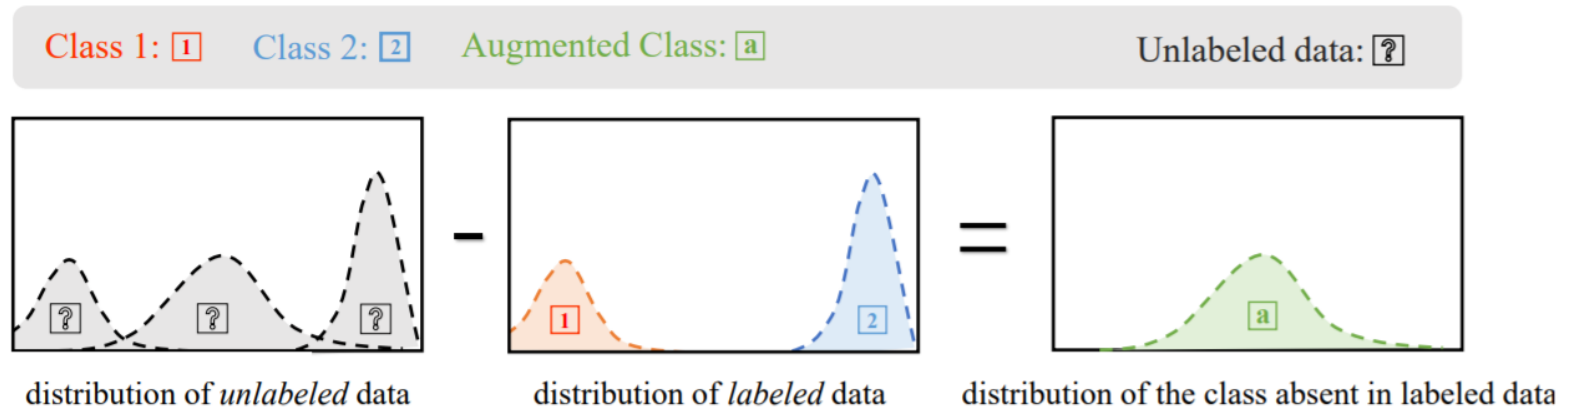 Class 1: 1 Class 2: 2 Augmented Class: a Unlabeled data: ?
? ? ?
-
1 2
=
a
distribution of unlabeled data
distribution of labeled data
distribution of the class absent in labeled data